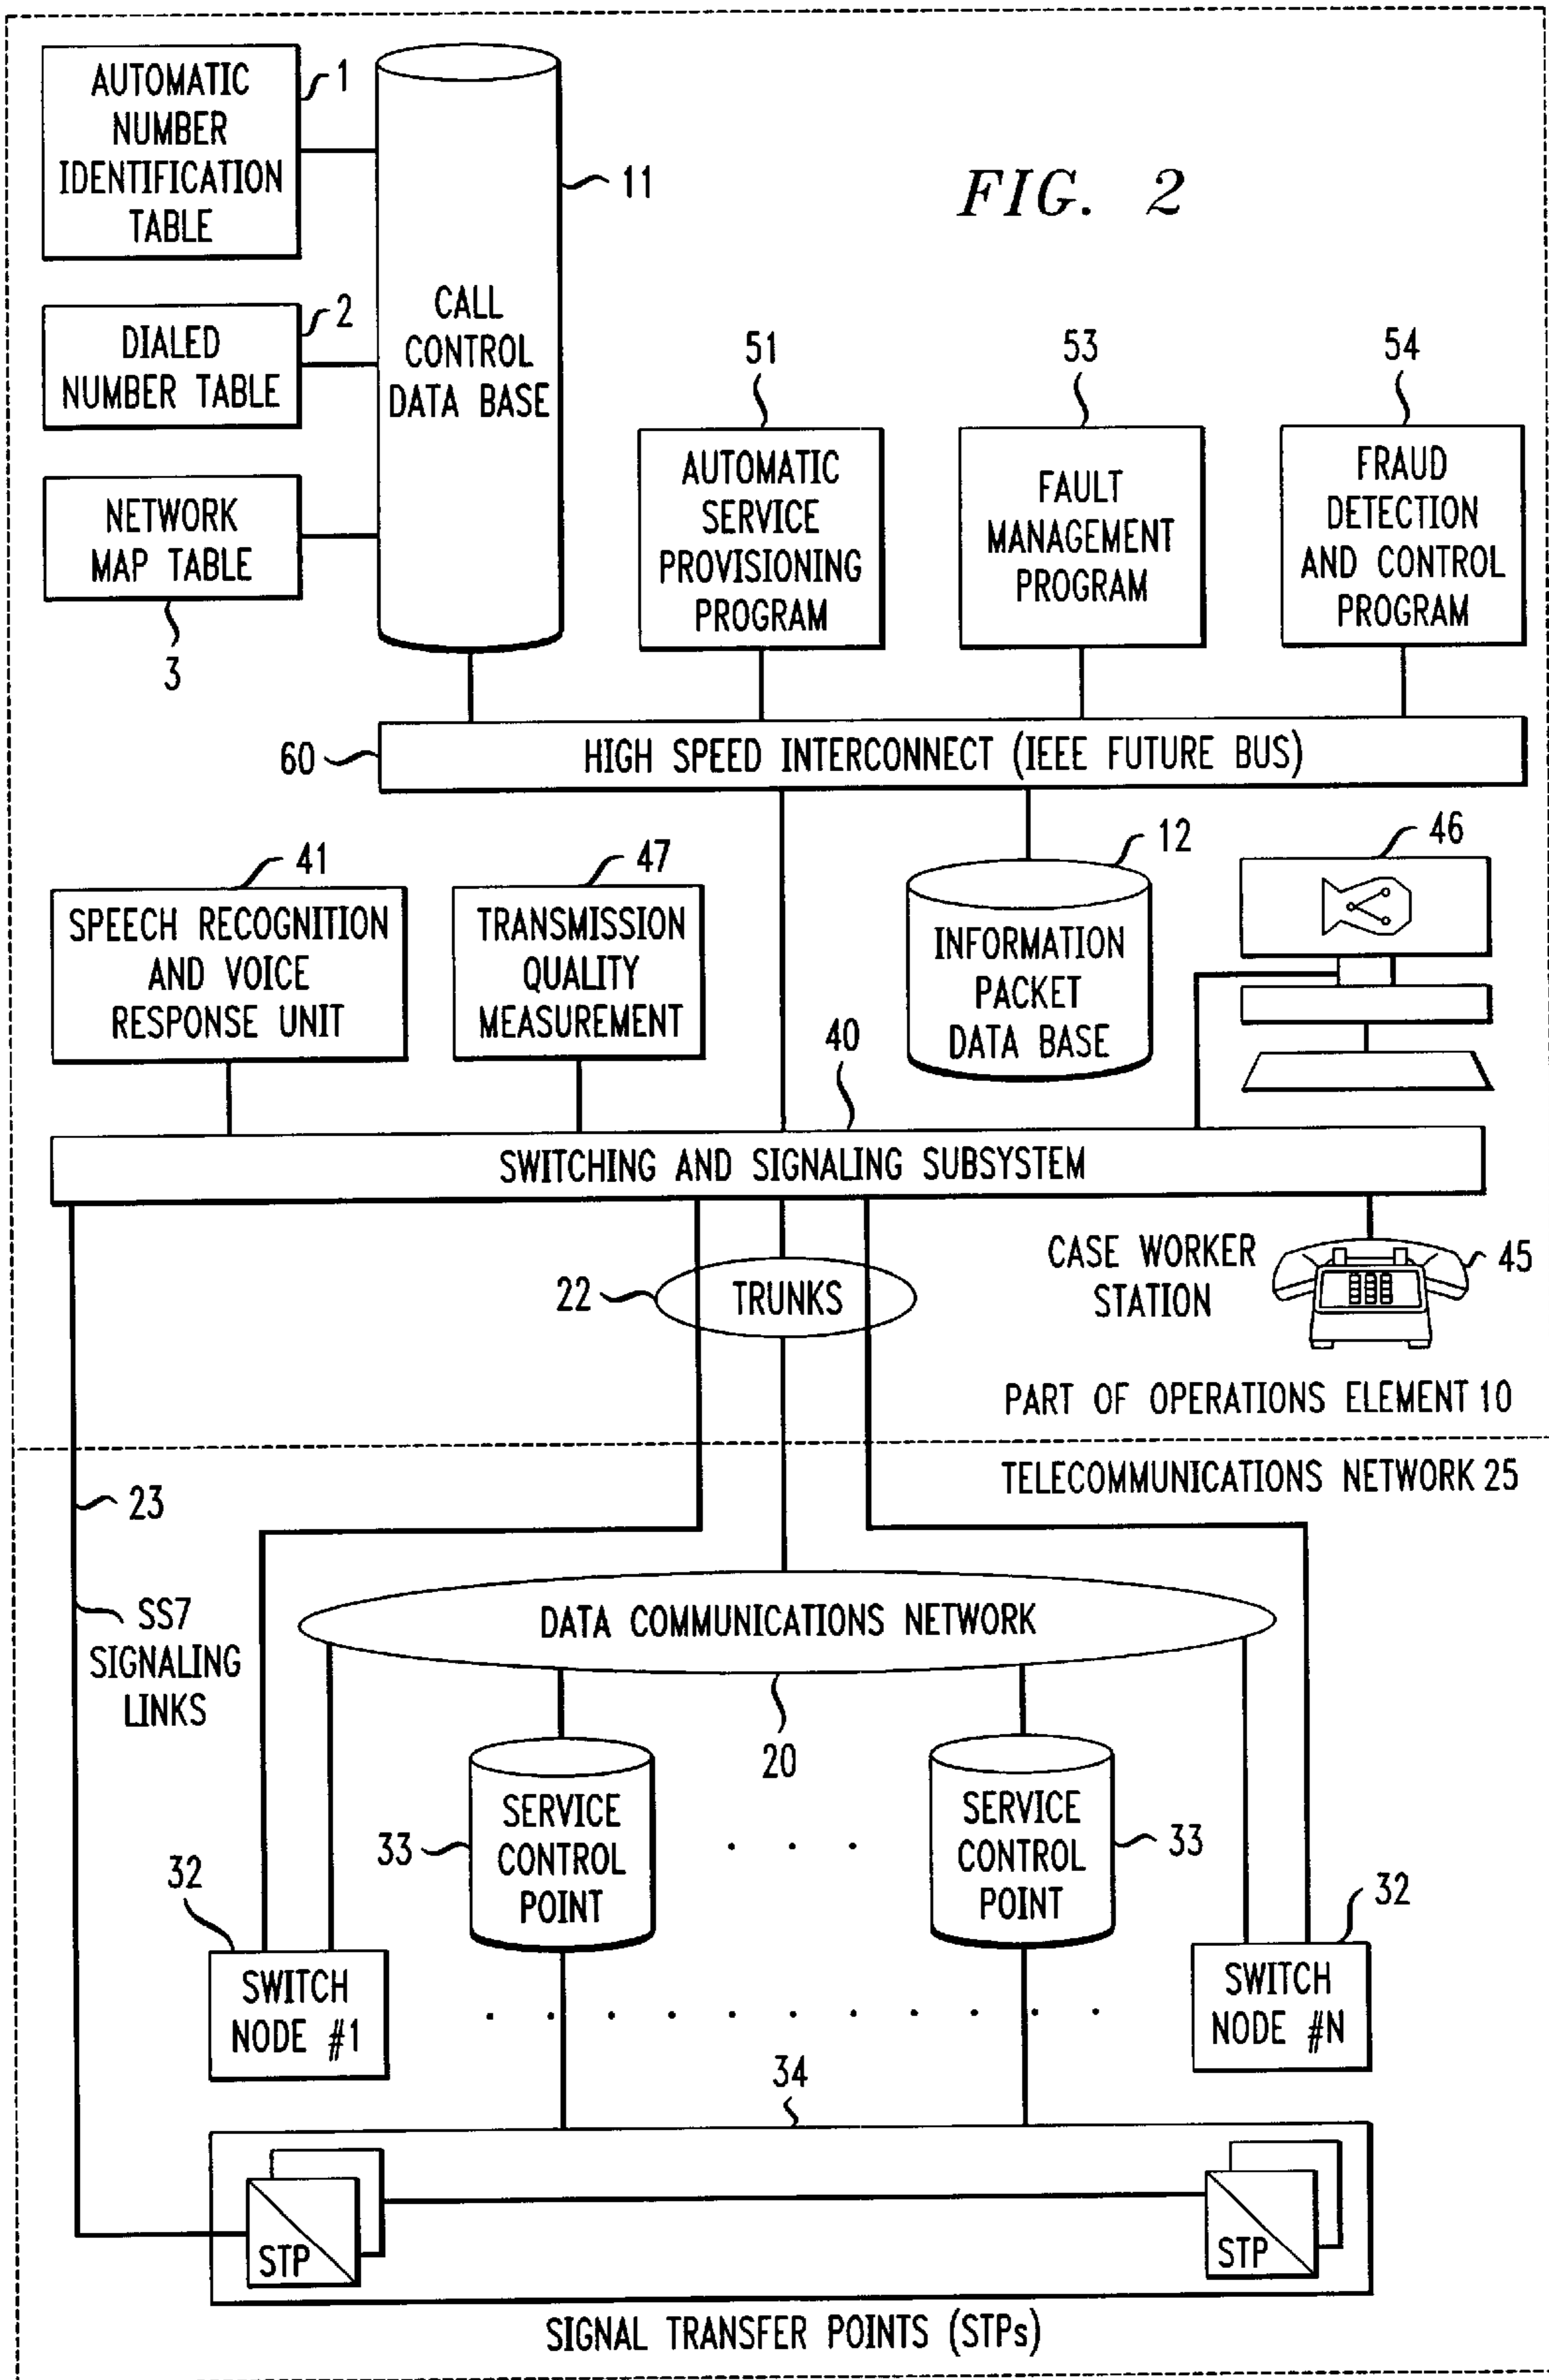 AUTOMATIC
NUMBER
IDENTIFICATION
TABLE
1
11
FIG. 2
DIALED
NUMBER TABLE
2
CALL
CONTROL
DATA BASE
NETWORK
MAP TABLE
3
51
AUTOMATIC
SERVICE
PROVISIONING
PROGRAM
53
FAULT
MANAGEMENT
PROGRAM
54
FRAUD
DETECTION
AND CONTROL
PROGRAM
60
HIGH SPEED INTERCONNECT (IEEE FUTURE BUS)
41
SPEECH RECOGNITION
AND VOICE
RESPONSE UNIT
47
TRANSMISSION
QUALITY
MEASUREMENT
12
INFORMATION
PACKET
DATA BASE
46
40
SWITCHING AND SIGNALING SUBSYSTEM
22
TRUNKS
CASE WORKER
STATION
45
PART OF OPERATIONS ELEMENT 10
TELECOMMUNICATIONS NETWORK 25
23
SS7
SIGNALING
LINKS
DATA COMMUNICATIONS NETWORK
20
33
SERVICE
CONTROL
POINT
. . .
SERVICE
CONTROL
POINT
33
32
SWITCH
NODE #1
. . . . . . . . . . .
32
SWITCH
NODE #N
34
STP
STP
SIGNAL TRANSFER POINTS (STPs)